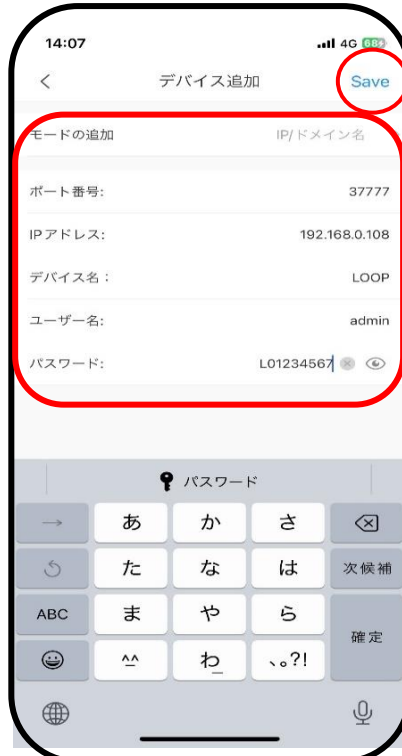 14:07 4G 68
デバイス追加 Save
モードの追加 IP/ドメイン名
ポート番号: 37777
IPアドレス: 192.168.0.108
デバイス名： LOOP
ユーザー名: admin
パスワード: L01234567
パスワード
→ あ か さ
た な は 次候補
ABC ま や ら
^^ わ_ 、。?! 確定